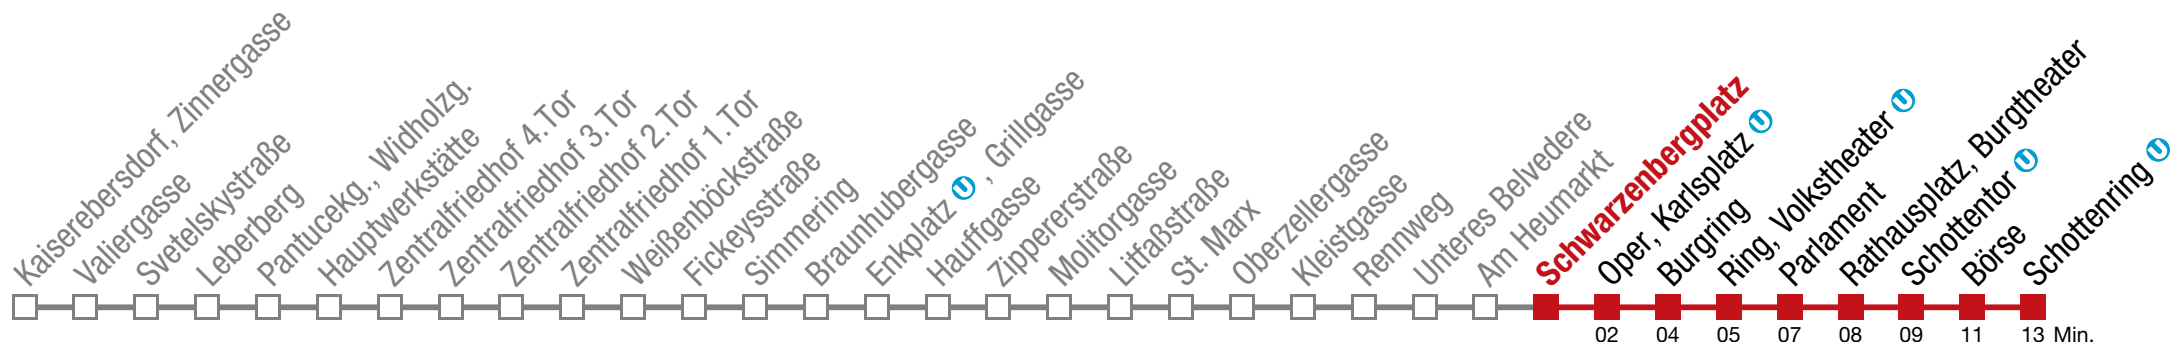 Kaiserebersdorf, Zinnergasse
Valiergasse
Svetelskystraße
Leberberg
Pantucekg., Widholzg.
Hauptwerkstätte
Zentralfriedhof 4.Tor
Zentralfriedhof 3.Tor
Zentralfriedhof 2.Tor
Zentralfriedhof 1.Tor
Weißenböckstraße
Fickeysstraße
Simmering
Braunhubergasse
Enkplatz U , Grillgasse
Hauffgasse
Zippererstraße
Molitorgasse
Litfaßstraße
St. Marx
Oberzellergasse
Kleistgasse
Rennweg
Unteres Belvedere
Am Heumarkt
Schwarzenbergplatz
Oper, Karlsplatz U
Burgring
Ring, Volkstheater U
Parlament
Rathausplatz, Burgtheater
Schottentor U
Börse
Schottenring U
02 04 05 07 08 09 11 13 Min.